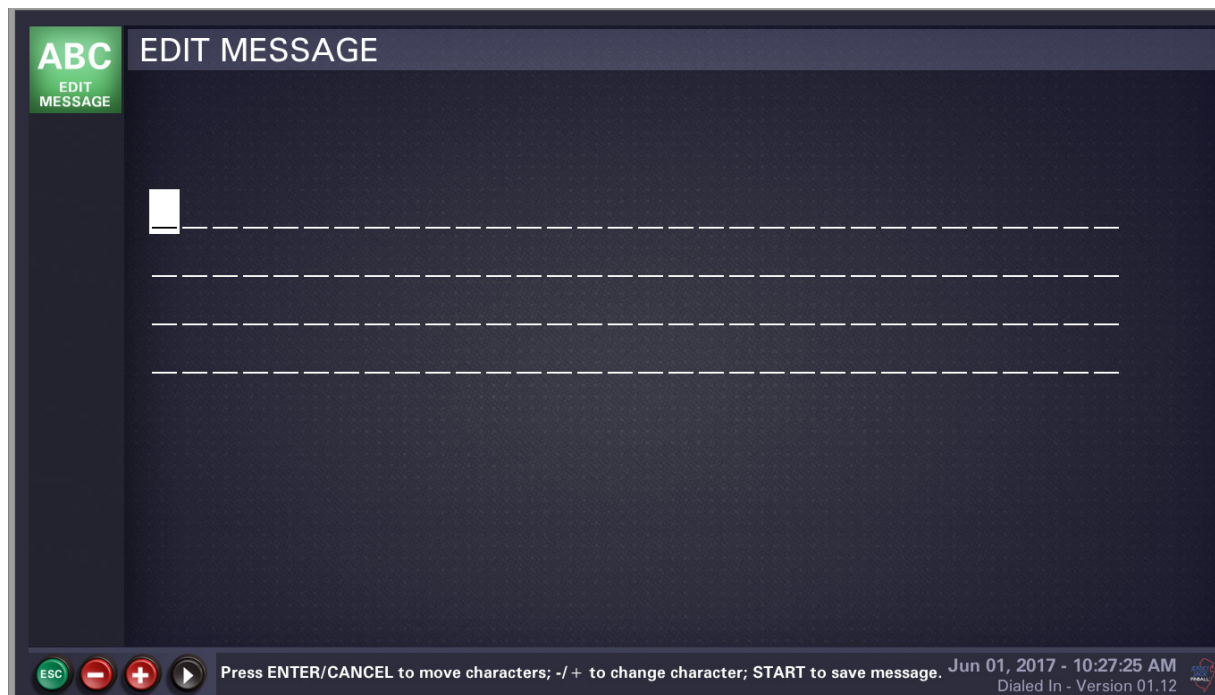 ABC
EDIT
MESSAGE
EDIT MESSAGE
ESC
Press ENTER/CANCEL to move characters; -/+ to change character; START to save message.
Jun 01, 2017 - 10:27:25 AM
Dialed In - Version 01.12
PINBALL